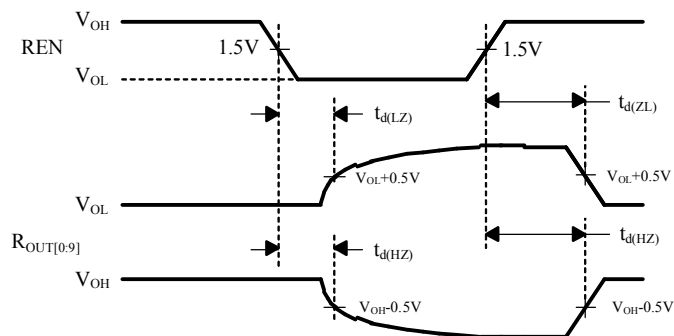 V_OH
REN 1.5V 1.5V
V_OL
t_d(LZ) t_d(ZL)
V_OL+0.5V V_OL+0.5V
V_OL
R_OUT[0:9] t_d(HZ) t_d(HZ)
V_OH
V_OH-0.5V V_OH-0.5V